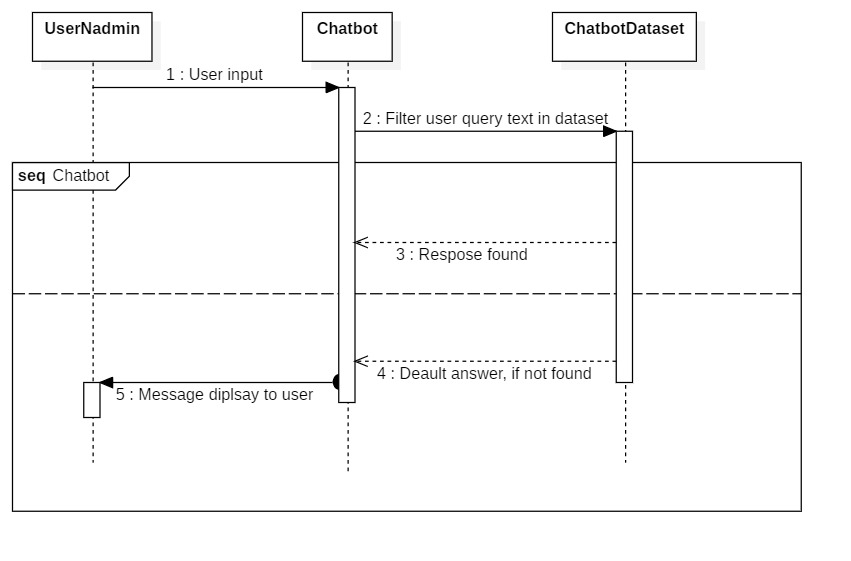 UserNadmin
Chatbot
ChatbotDataset
1 : User input
2 : Filter user query text in dataset
seq Chatbot
3 : Respose found
4 : Deault answer, if not found
5 : Message diplsay to user